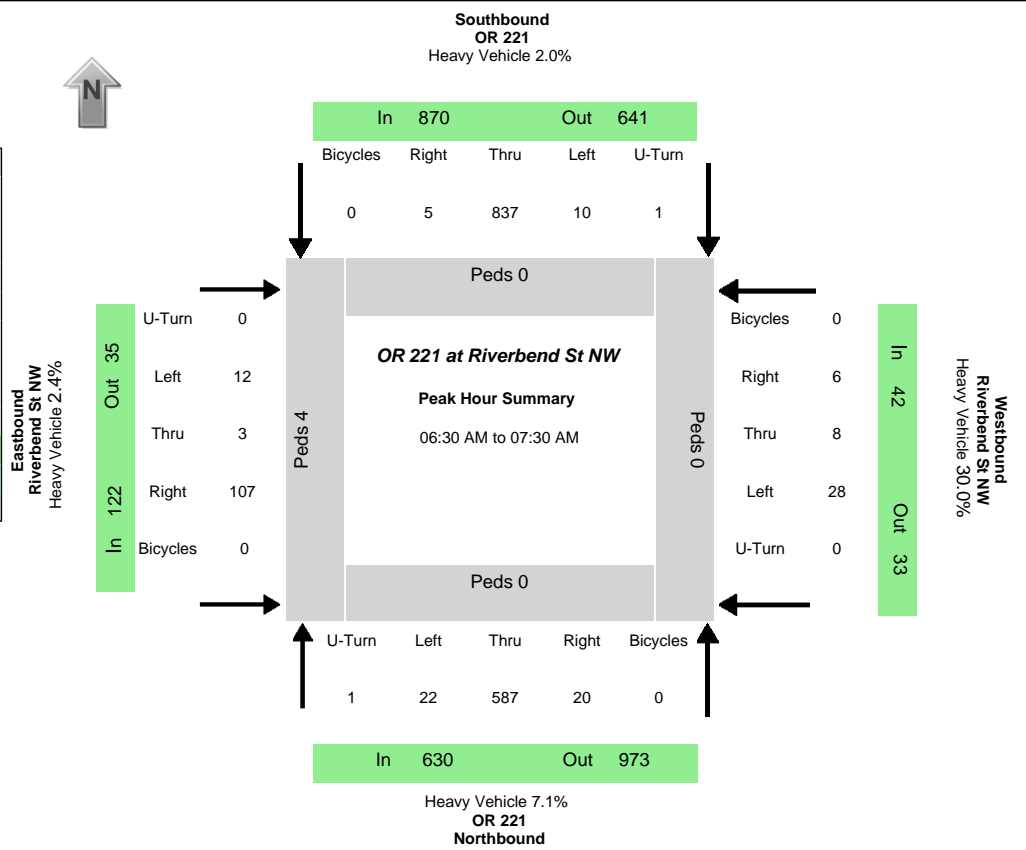 Southbound
OR 221
Heavy Vehicle 2.0%
N
In 870 Out 641
Bicycles Right Thru Left U-Turn
0 5 837 10 1
Peds 0
U-Turn 0
Left 12
Thru 3
Right 107
Bicycles 0
Out 35
In 122
Eastbound
Riverbend St NW
Heavy Vehicle 2.4%
Peds 4
OR 221 at Riverbend St NW
Peak Hour Summary
06:30 AM to 07:30 AM
Peds 0
Bicycles 0
Right 6
Thru 8
Left 28
U-Turn 0
In 42
Out 33
Westbound
Riverbend St NW
Heavy Vehicle 30.0%
Peds 0
U-Turn Left Thru Right Bicycles
1 22 587 20 0
In 630 Out 973
Heavy Vehicle 7.1%
OR 221
Northbound